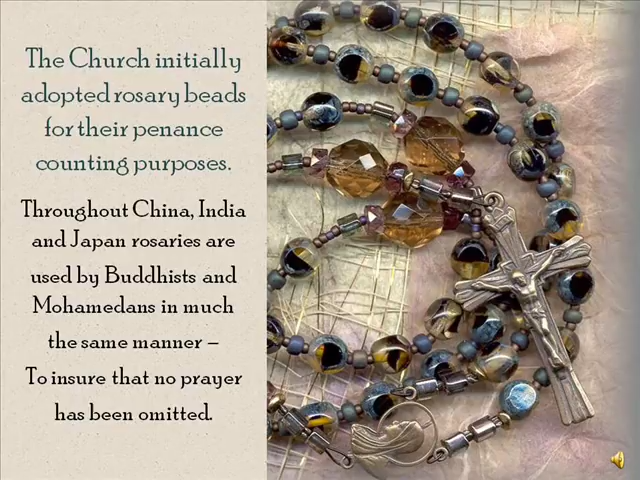 The Church initially
adopted rosary beads
for their penance
counting purposes.
Throughout China, India
and Japan rosaries are
used by Buddhists and
Mohamedans in much
the same manner –
To insure that no prayer
has been omitted.